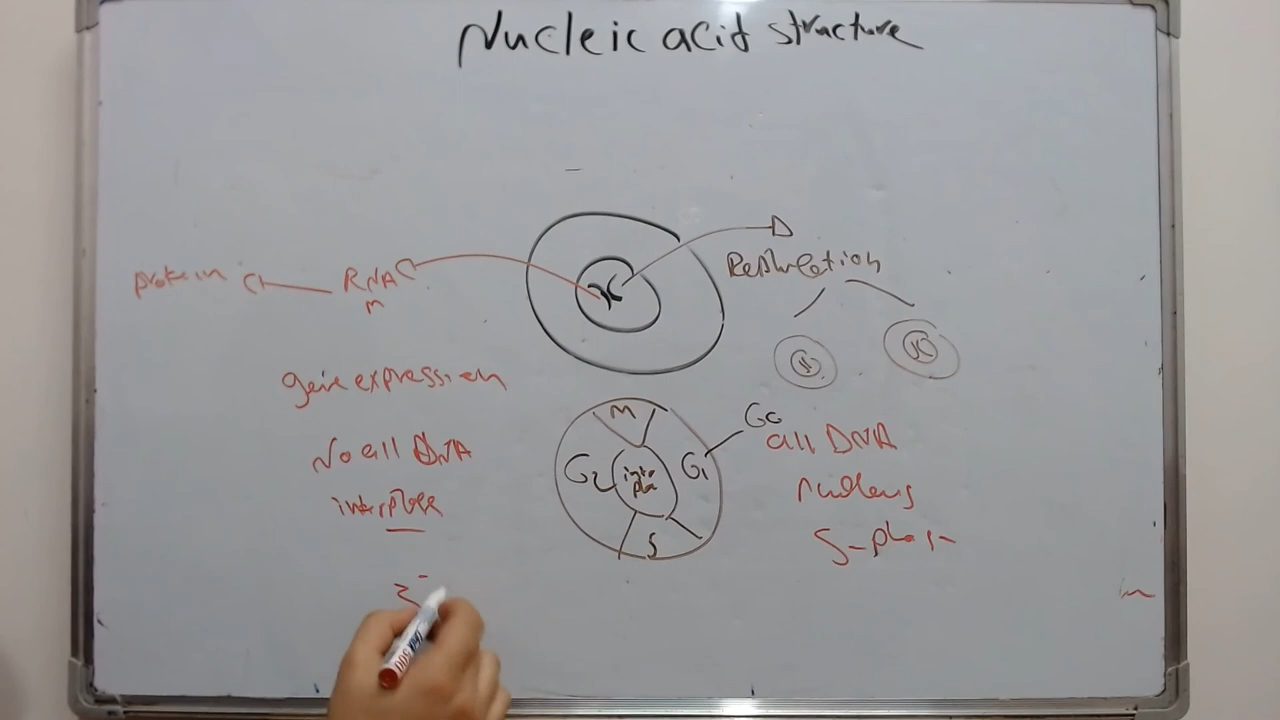 Nucleic acid structure
protein
RNA
m
Replication
gene expression
No all DNA
interphase
M
G2
G1
S
G0
all DNA
nucleus
S-phase